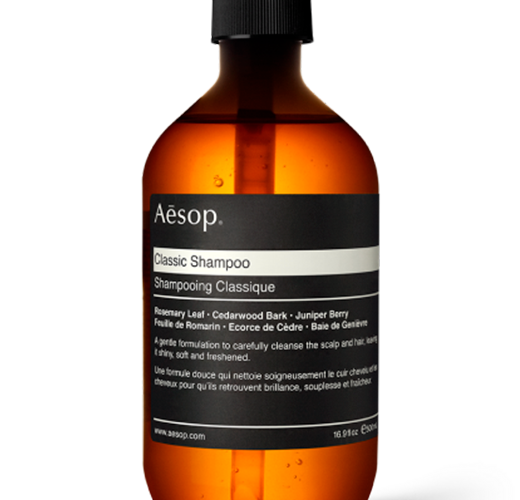 Aēsop®
Classic Shampoo
Shampooing Classique
Rosemary Leaf • Cedarwood Bark • Juniper Berry
Feuille de Romarin • Ecorce de Cèdre • Baie de Genièvre
A gentle formulation to carefully cleanse the scalp and hair, leaving
it shiny, soft and freshened.
Une formule douce qui nettoie soigneusement le cuir chevelu, et les
cheveux pour qu'ils retrouvent brillance, souplesse et fraîcheur.
www.aesop.com 16.9 fl oz ℮500 mL